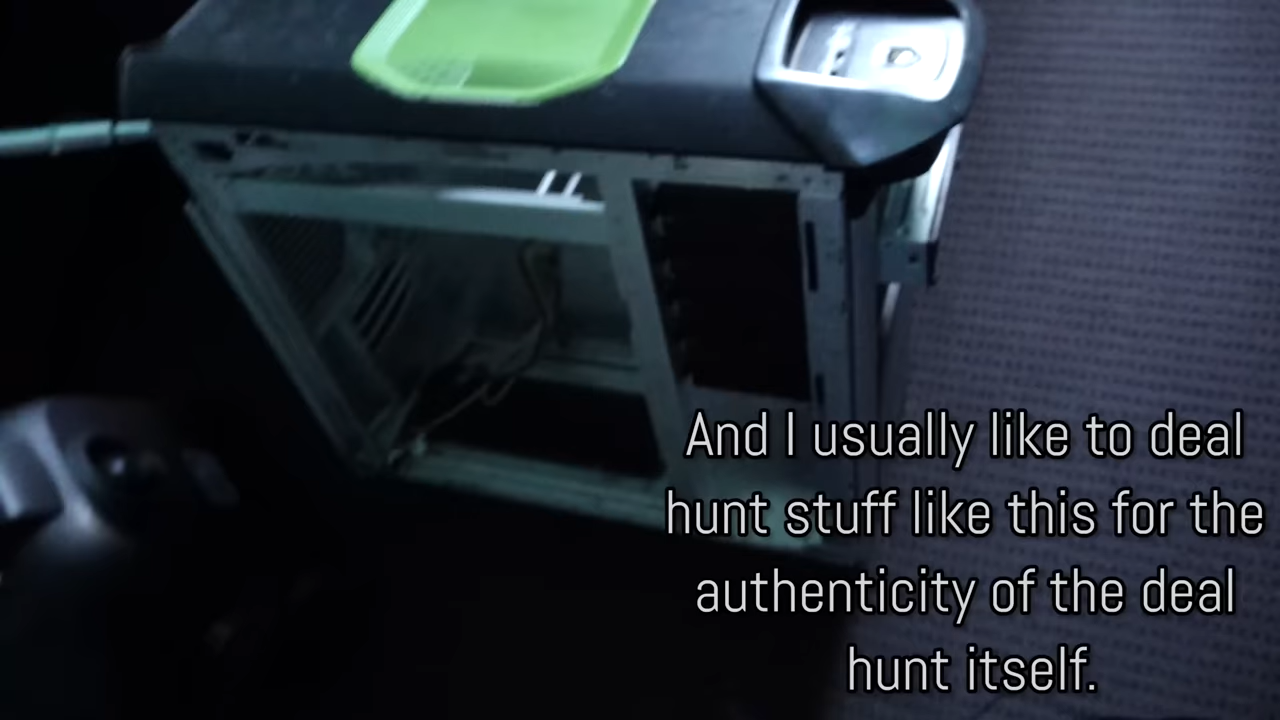 And I usually like to deal
hunt stuff like this for the
authenticity of the deal
hunt itself.